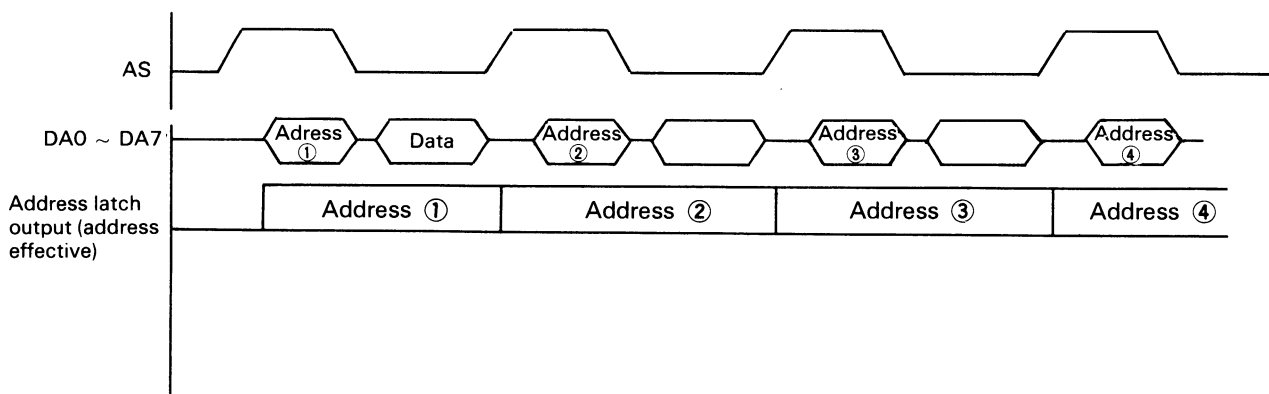 AS
DA0 ~ DA7
Adress ① Data Address ② Address ③ Address ④
Address latch output (address effective)
Address ① Address ② Address ③ Address ④